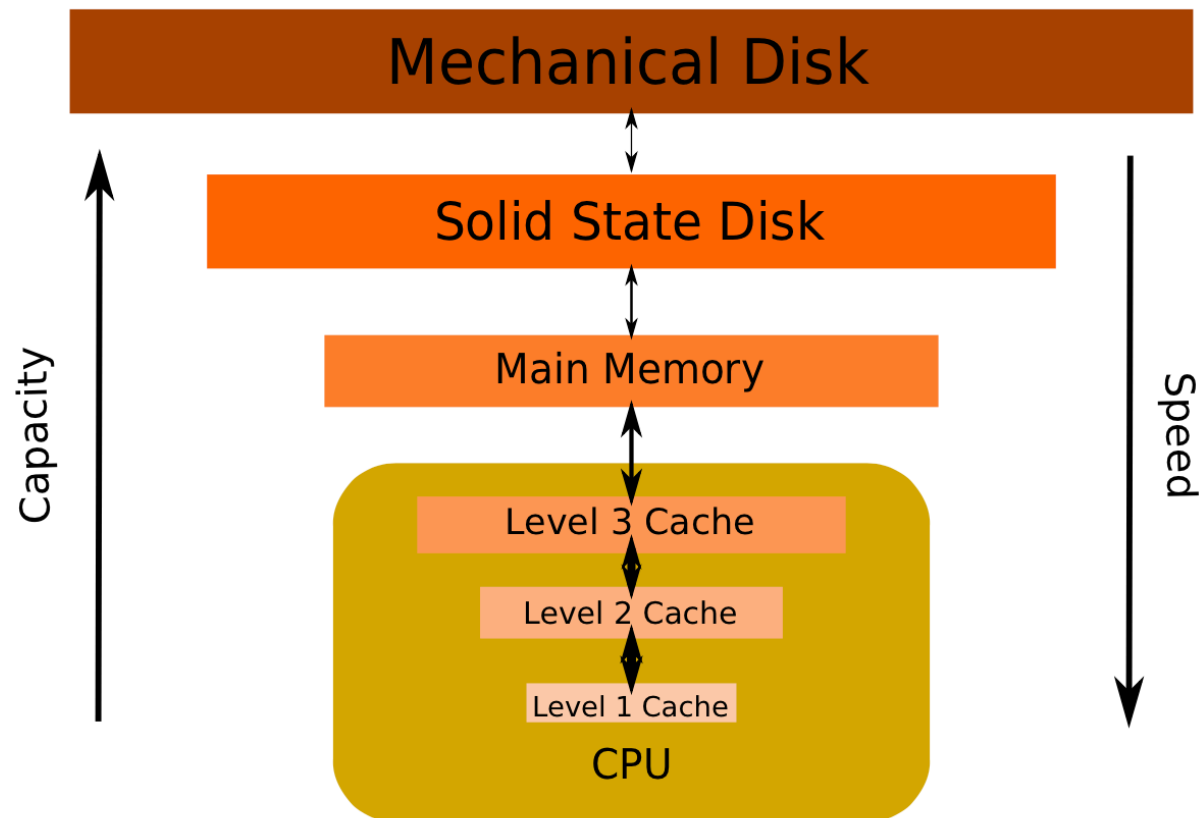 Mechanical Disk
Solid State Disk
Main Memory
Capacity
Speed
Level 3 Cache
Level 2 Cache
Level 1 Cache
CPU